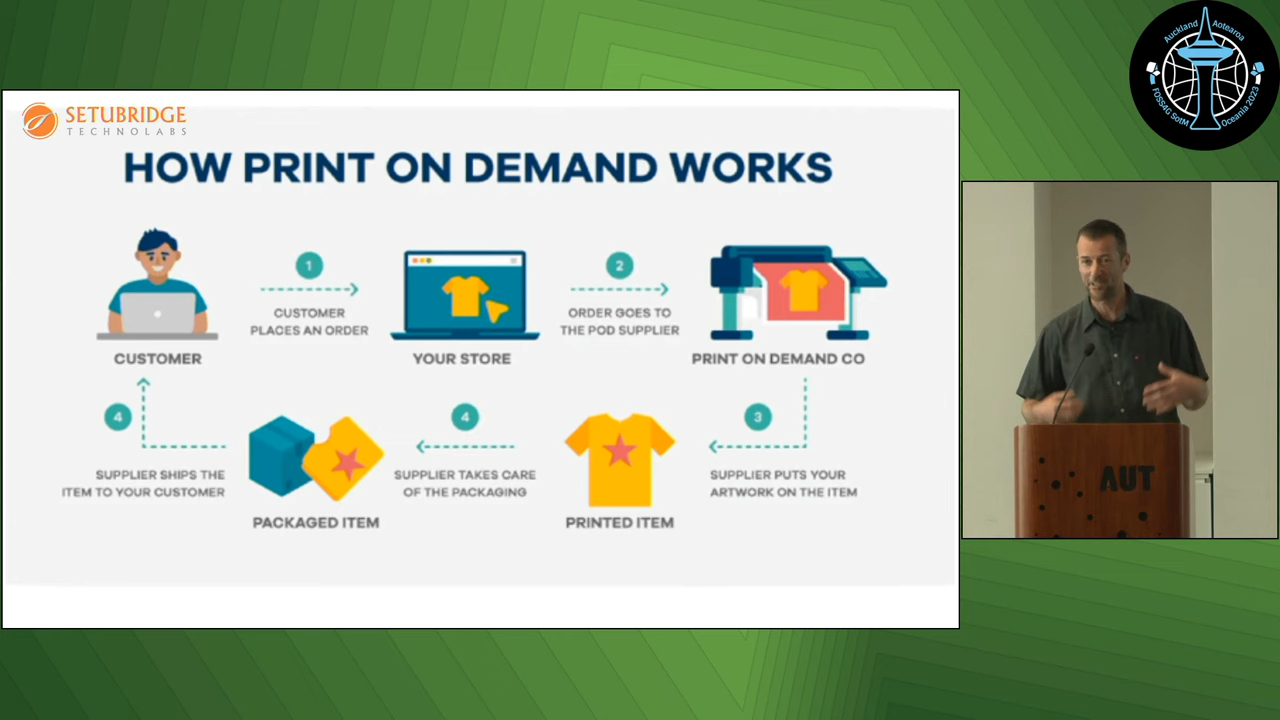 SETUBRIDGE
TECHNOLABS
HOW PRINT ON DEMAND WORKS
1
CUSTOMER
PLACES AN ORDER
2
ORDER GOES TO
THE POD SUPPLIER
CUSTOMER
YOUR STORE
PRINT ON DEMAND CO
4
SUPPLIER SHIPS THE
ITEM TO YOUR CUSTOMER
4
SUPPLIER TAKES CARE
OF THE PACKAGING
3
SUPPLIER PUTS YOUR
ARTWORK ON THE ITEM
PACKAGED ITEM
PRINTED ITEM
Auckland Aotearoa
FOSS4G SotM Oceania 2023
AUT